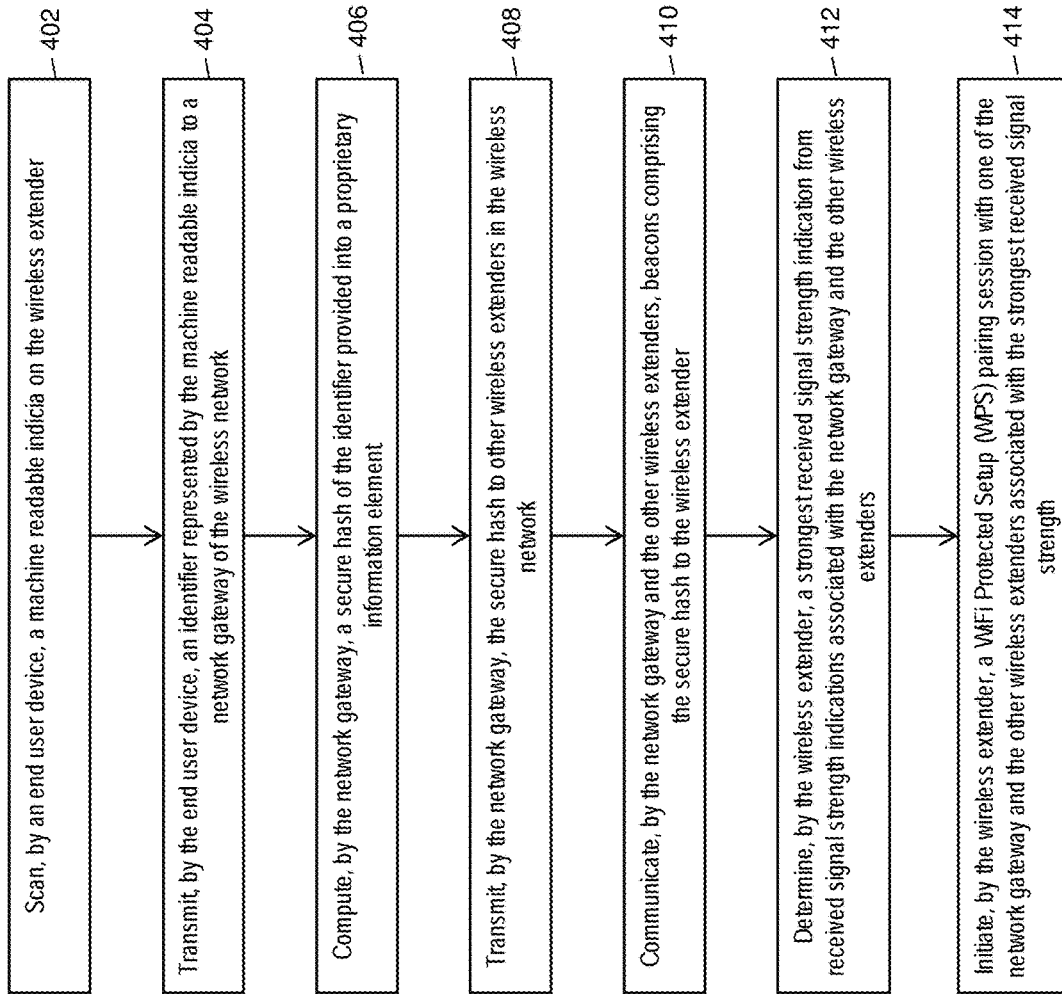 Scan, by an end user device, a machine readable indicia on the wireless extender
402
Transmit, by the end user device, an identifier represented by the machine readable indicia to a
network gateway of the wireless network
404
Compute, by the network gateway, a secure hash of the identifier provided into a proprietary
information element
406
Transmit, by the network gateway, the secure hash to other wireless extenders in the wireless
network
408
Communicate, by the network gateway and the other wireless extenders, beacons comprising
the secure hash to the wireless extender
410
Determine, by the wireless extender, a strongest received signal strength indication from
received signal strength indications associated with the network gateway and the other wireless
extenders
412
Initiate, by the wireless extender, a WiFi Protected Setup (WPS) pairing session with one of the
network gateway and the other wireless extenders associated with the strongest received signal
strength
414